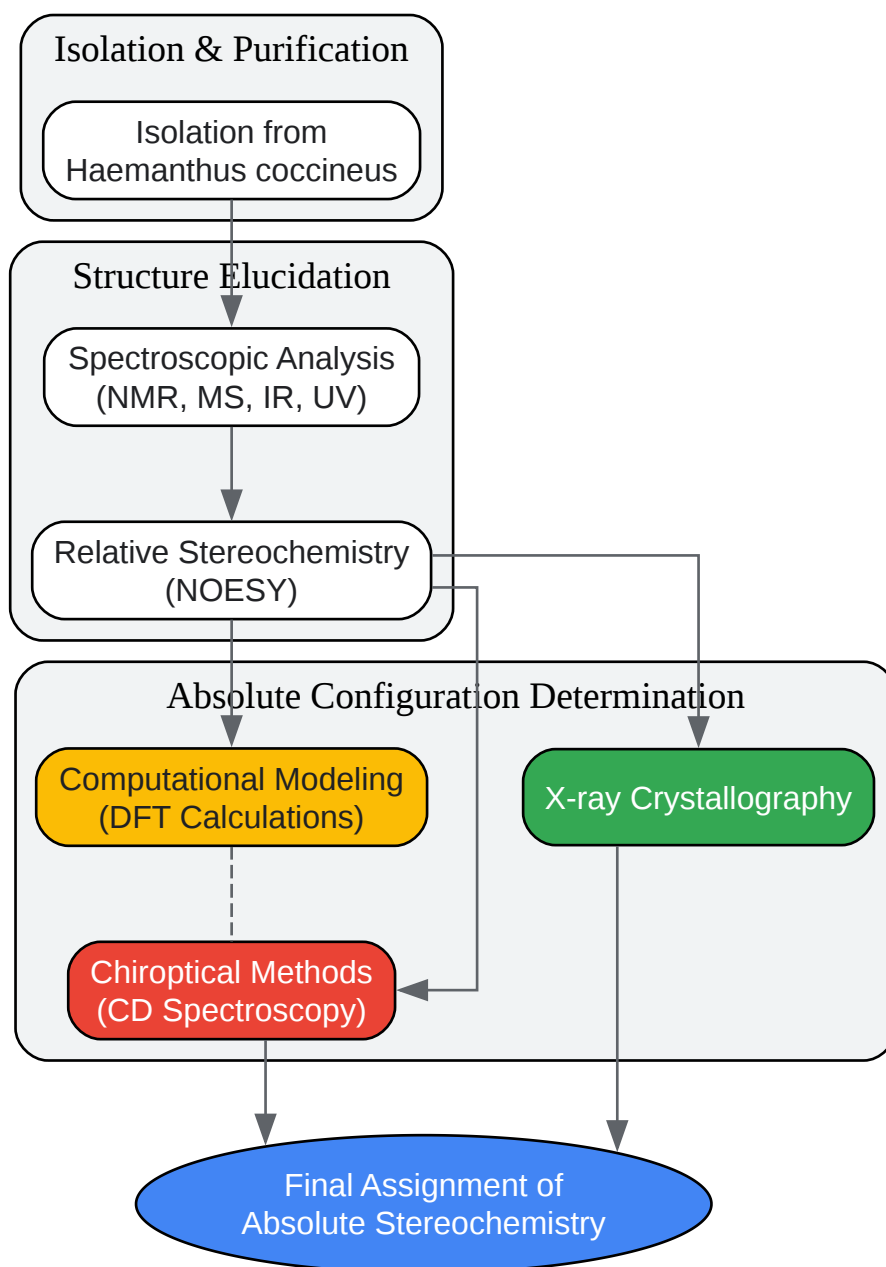 Isolation & Purification
Isolation from
Haemanthus coccineus
Structure Elucidation
Spectroscopic Analysis
(NMR, MS, IR, UV)
Relative Stereochemistry
(NOESY)
Absolute Configuration Determination
Computational Modeling
(DFT Calculations)
X-ray Crystallography
Chiroptical Methods
(CD Spectroscopy)
Final Assignment of
Absolute Stereochemistry